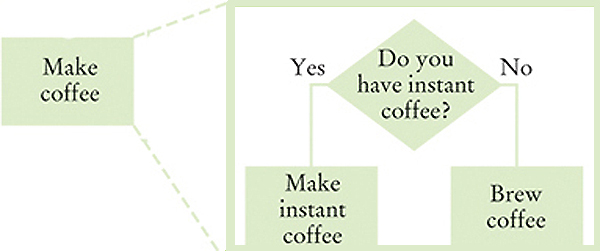 Make
coffee
Do you
have instant
coffee?
Yes
No
Make
instant
coffee
Brew
coffee